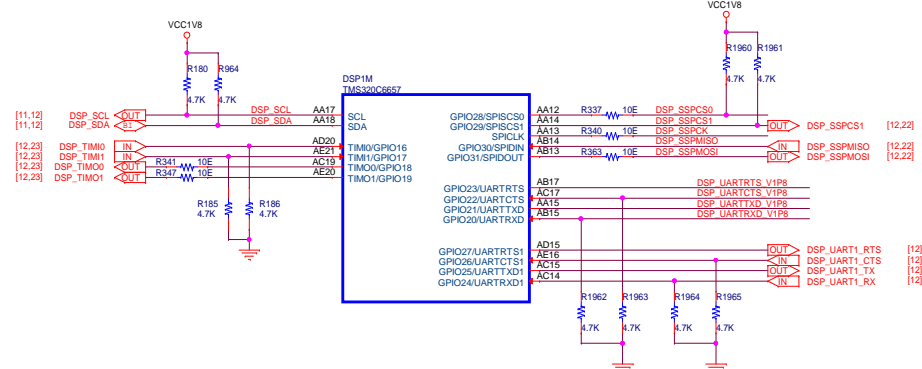 VCC1V8
VCC1V8
R180 R964
4.7K 4.7K
R1960 R1961
4.7K 4.7K
DSP1M
TMS320C6657
[11,12] DSP_SCL OUT DSP_SCL AA17 SCL
[11,12] DSP_SDA BI DSP_SDA AA18 SDA
[12,23] DSP_TIMI0 IN AD20 TIMI0/GPIO16
[12,23] DSP_TIMI1 IN AE21 TIMI1/GPIO17
[12,23] DSP_TIMO0 OUT R341 10E AC19 TIMO0/GPIO18
[12,23] DSP_TIMO1 OUT R347 10E AE20 TIMO1/GPIO19
R185 R186
4.7K 4.7K
GPIO28/SPISCS0 AA12 R337 10E DSP_SSPCS0
GPIO29/SPISCS1 AA14 DSP_SSPCS1 OUT DSP_SSPCS1 [12,22]
SPICLK AA13 R340 10E DSP_SSPCK
GPIO30/SPIDIN AB14 DSP_SSPMISO IN DSP_SSPMISO [12,22]
GPIO31/SPIDOUT AB13 R363 10E DSP_SSPMOSI OUT DSP_SSPMOSI [12,22]
GPIO23/UARTRTS AB17 DSP_UARTRTS_V1P8
GPIO22/UARTCTS AC17 DSP_UARTCTS_V1P8
GPIO21/UARTTXD AA15 DSP_UARTTXD_V1P8
GPIO20/UARTRXD AB15 DSP_UARTRXD_V1P8
GPIO27/UARTRTS1 AD15 OUT DSP_UART1_RTS [12]
GPIO26/UARTCTS1 AE16 IN DSP_UART1_CTS [12]
GPIO25/UARTTXD1 AC15 OUT DSP_UART1_TX [12]
GPIO24/UARTRXD1 AC14 IN DSP_UART1_RX [12]
R1962 R1963 R1964 R1965
4.7K 4.7K 4.7K 4.7K